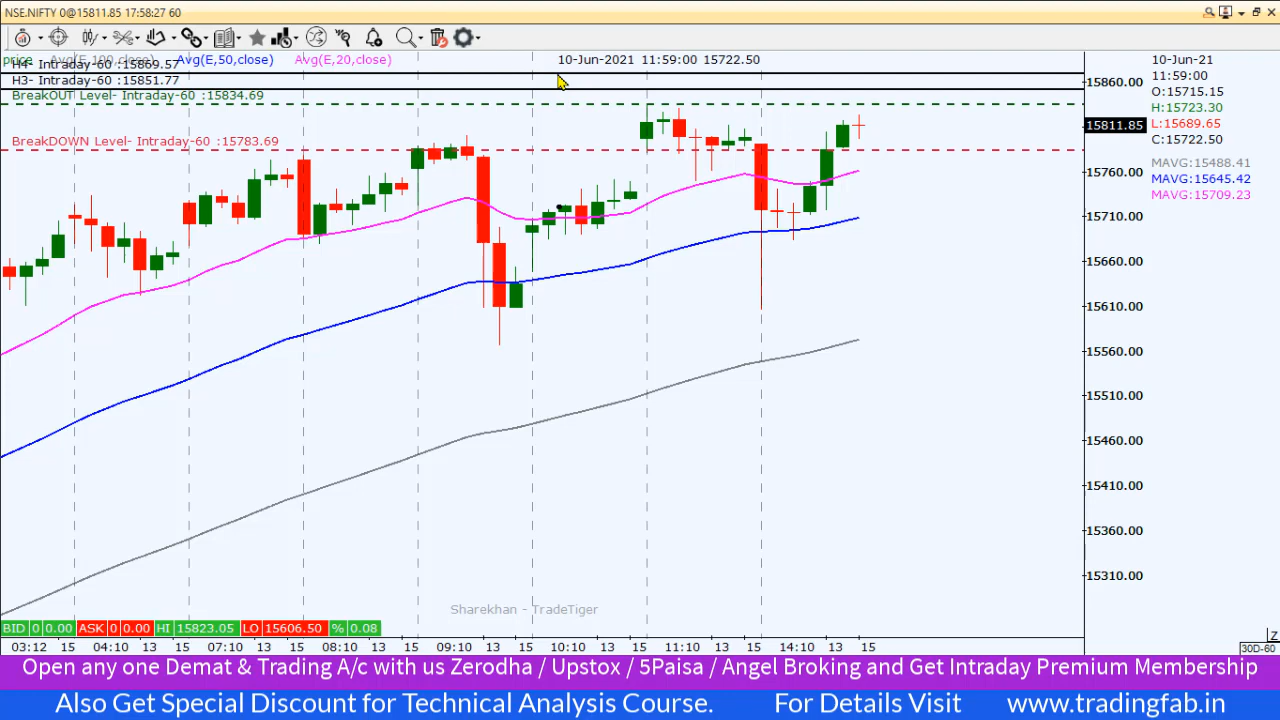 NSE.NIFTY 0@15811.85 17:58:27 60
price Avg(E,100,close) Avg(E,50,close) Avg(E,20,close) 10-Jun-2021 11:59:00 15722.50
H4- Intraday-60 :15869.57
H3- Intraday-60 :15851.77
BreakOUT Level- Intraday-60 :15834.69
BreakDOWN Level- Intraday-60 :15783.69
15860.00
15811.85
15760.00
15710.00
15660.00
15610.00
15560.00
15510.00
15460.00
15410.00
15360.00
15310.00
10-Jun-21
11:59:00
O:15715.15
H:15723.30
L:15689.65
C:15722.50
MAVG:15488.41
MAVG:15645.42
MAVG:15709.23
Sharekhan - TradeTiger
BID 0 0.00 ASK 0 0.00 HI 15823.05 LO 15606.50 % 0.08
03:12 15 04:10 13 15 07:10 13 15 08:10 13 15 09:10 13 15 10:10 13 15 11:10 13 15 14:10 13 15
Z
30D-60
Open any one Demat & Trading A/c with us Zerodha / Upstox / 5Paisa / Angel Broking and Get Intraday Premium Membership
Also Get Special Discount for Technical Analysis Course. For Details Visit www.tradingfab.in